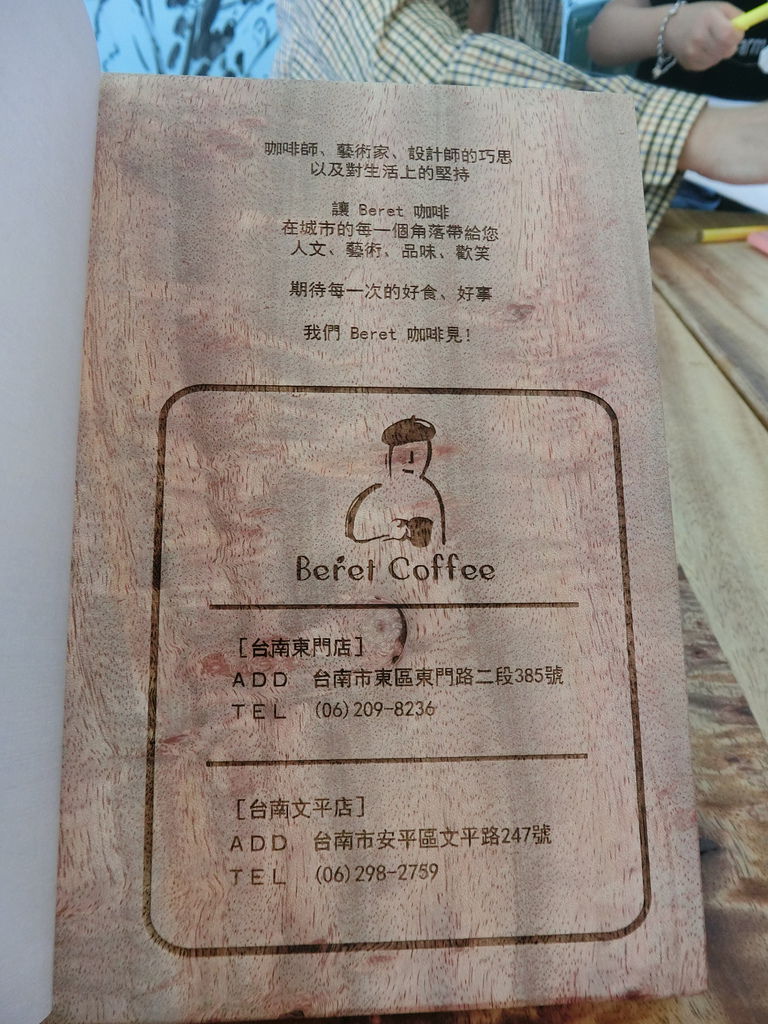 咖啡師、藝術家、設計師的巧思
以及對生活上的堅持
讓 Beret 咖啡
在城市的每一個角落帶給您
人文、藝術、品味、歡笑
期待每一次的好食、好事
我們 Beret 咖啡見!
Beret Coffee
[台南東門店]
ADD 台南市東區東門路二段385號
TEL (06)209-8236
[台南文平店]
ADD 台南市安平區文平路247號
TEL (06)298-2759